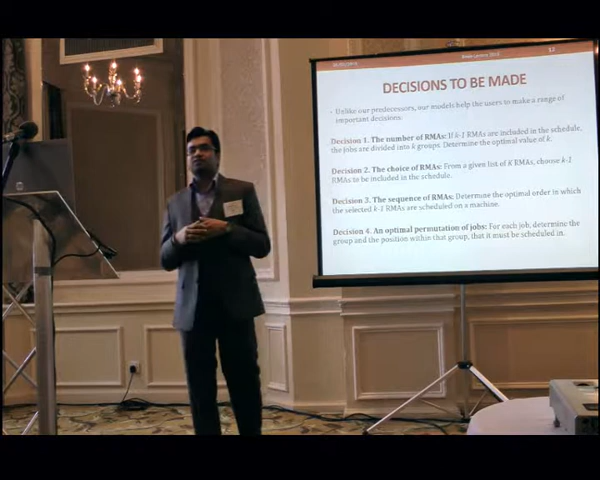 12
DECISIONS TO BE MADE
Unlike our predecessors, our models help the users to make a range of
important decisions:
Decision 1. The number of RMAs: If k-1 RMAs are included in the schedule,
the jobs are divided into k groups. Determine the optimal value of k.
Decision 2. The choice of RMAs: From a given list of K RMAs, choose k-1
RMAs to be included in the schedule.
Decision 3. The sequence of RMAs: Determine the optimal order in which
the selected k-1 RMAs are scheduled on a machine.
Decision 4. An optimal permutation of jobs: For each job, determine the
group and the position within that group, that it must be scheduled in.